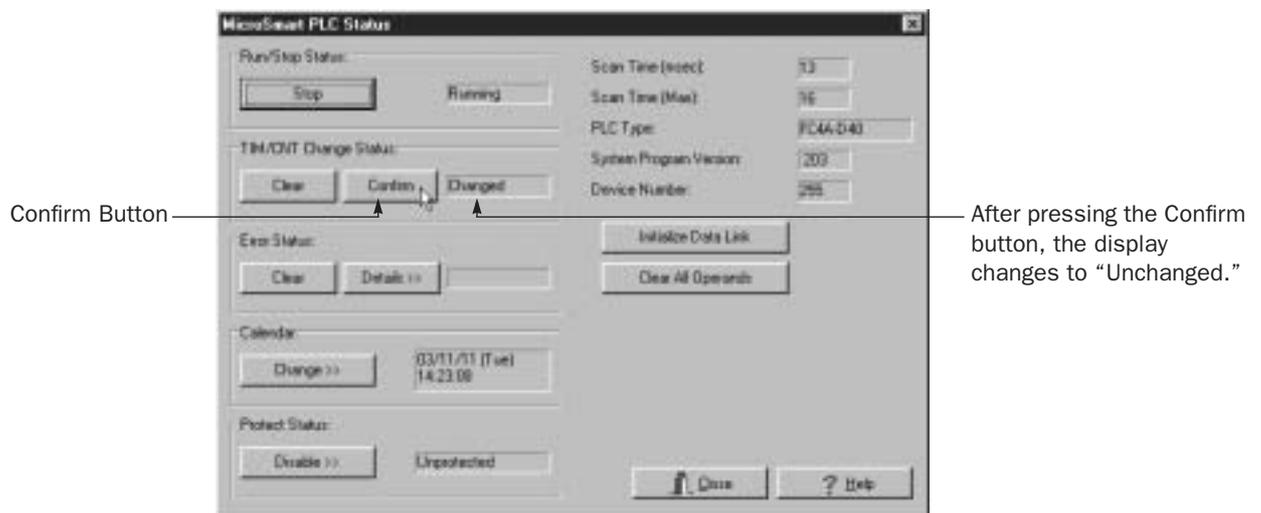 MicroSmart PLC Status
Run/Stop Status:
Stop
Running
TIM/CNT Change Status:
Clear
Confirm
Changed
Error Status:
Clear
Details >>
Calendar:
Change >>
03/11/11 (Tue)
14:23:08
Protect Status:
Disable >>
Unprotected
Scan Time (msec):
13
Scan Time (Max):
16
PLC Type:
FC4A-D40
System Program Version:
203
Device Number:
255
Initialize Data Link
Clear All Operands
Close
? Help
Confirm Button
After pressing the Confirm
button, the display
changes to “Unchanged.”